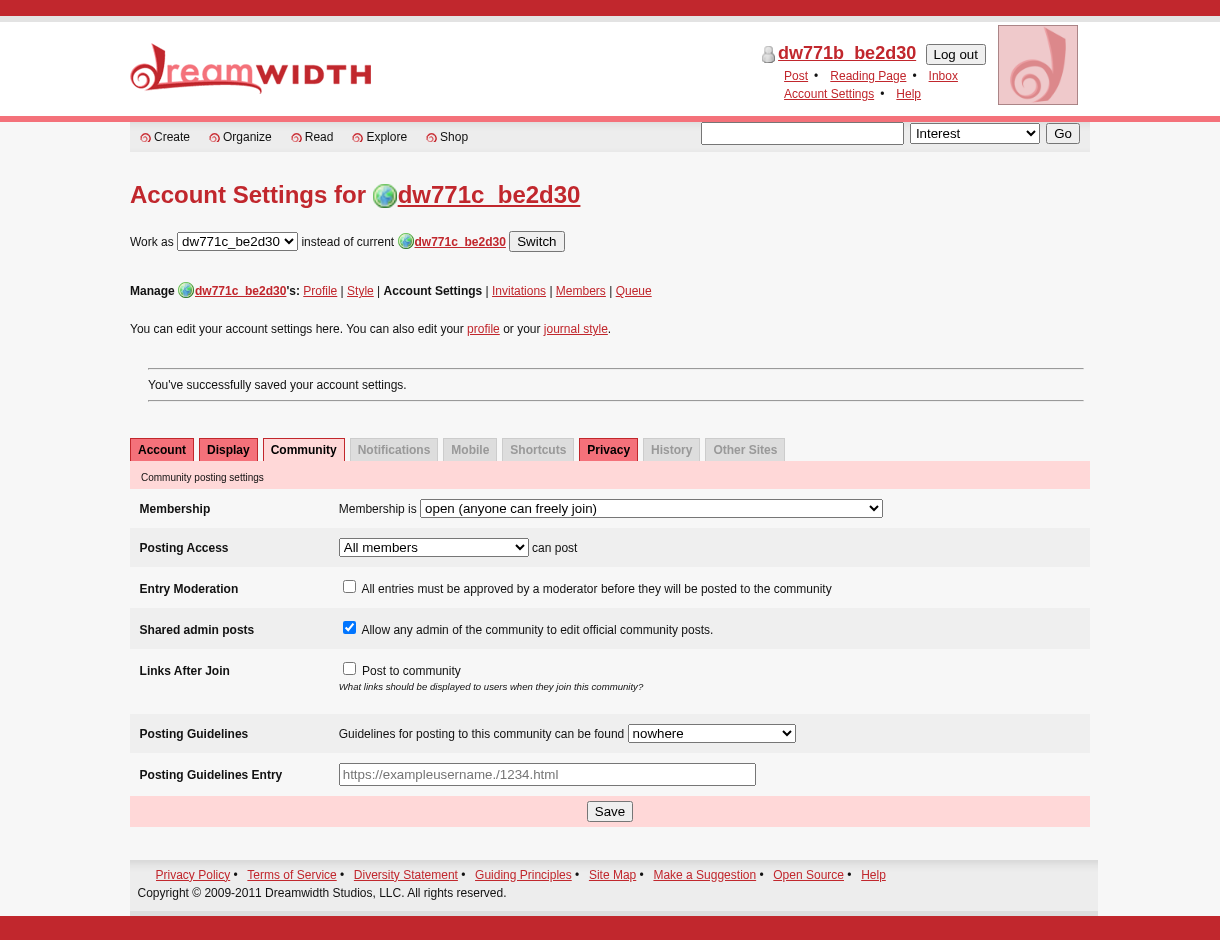 dreamWIDTH
dw771b_be2d30 Log out
Post • Reading Page • Inbox
Account Settings • Help
Create Organize Read Explore Shop Interest Go
Account Settings for dw771c_be2d30
Work as dw771c_be2d30 instead of current dw771c_be2d30 Switch
Manage dw771c_be2d30's: Profile | Style | Account Settings | Invitations | Members | Queue
You can edit your account settings here. You can also edit your profile or your journal style.
You've successfully saved your account settings.
Account Display Community Notifications Mobile Shortcuts Privacy History Other Sites
Community posting settings
Membership Membership is open (anyone can freely join)
Posting Access All members can post
Entry Moderation All entries must be approved by a moderator before they will be posted to the community
Shared admin posts Allow any admin of the community to edit official community posts.
Links After Join Post to community
What links should be displayed to users when they join this community?
Posting Guidelines Guidelines for posting to this community can be found nowhere
Posting Guidelines Entry https://exampleusername./1234.html
Save
Privacy Policy • Terms of Service • Diversity Statement • Guiding Principles • Site Map • Make a Suggestion • Open Source • Help
Copyright © 2009-2011 Dreamwidth Studios, LLC. All rights reserved.